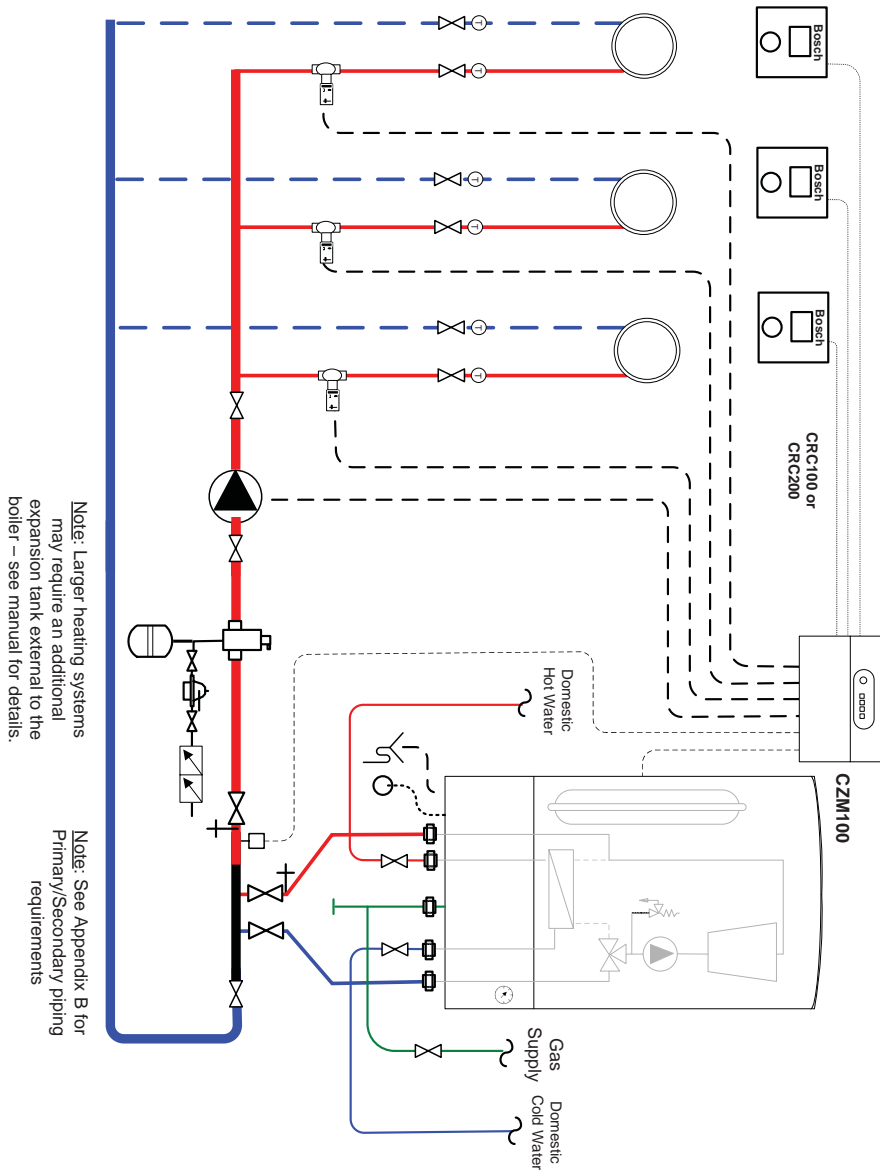 Bosch
Bosch
Bosch
CRC100 or
CRC200
CZM100
T
T
T
T
T
T
Domestic
Hot Water
Gas
Supply
Domestic
Cold Water
Note: Larger heating systems
may require an additional
expansion tank external to the
boiler – see manual for details.
Note: See Appendix B for
Primary/Secondary piping
requirements